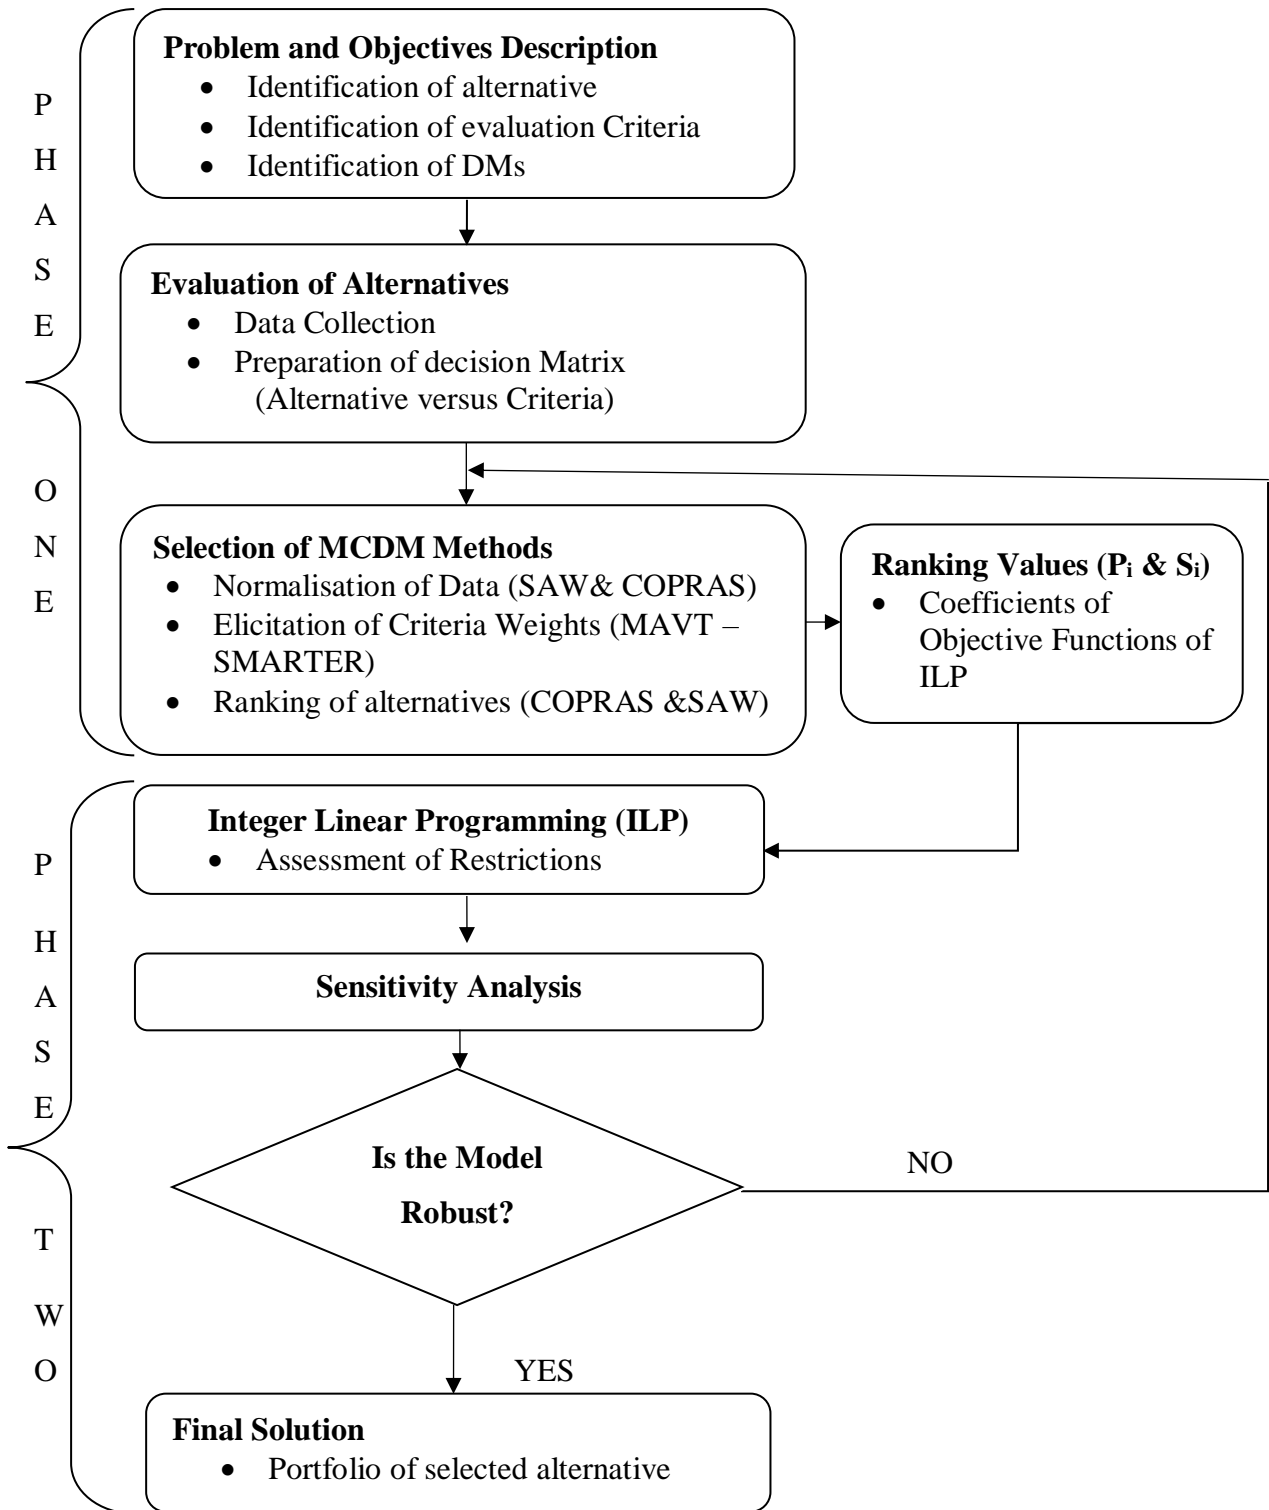 PHASE ONE
Problem and Objectives Description
• Identification of alternative
• Identification of evaluation Criteria
• Identification of DMs
Evaluation of Alternatives
• Data Collection
• Preparation of decision Matrix
(Alternative versus Criteria)
Selection of MCDM Methods
• Normalisation of Data (SAW& COPRAS)
• Elicitation of Criteria Weights (MAVT –
SMARTER)
• Ranking of alternatives (COPRAS &SAW)
Ranking Values (Pi & Si)
• Coefficients of
Objective Functions of
ILP
PHASE TWO
Integer Linear Programming (ILP)
• Assessment of Restrictions
Sensitivity Analysis
Is the Model
Robust?
NO
YES
Final Solution
• Portfolio of selected alternative